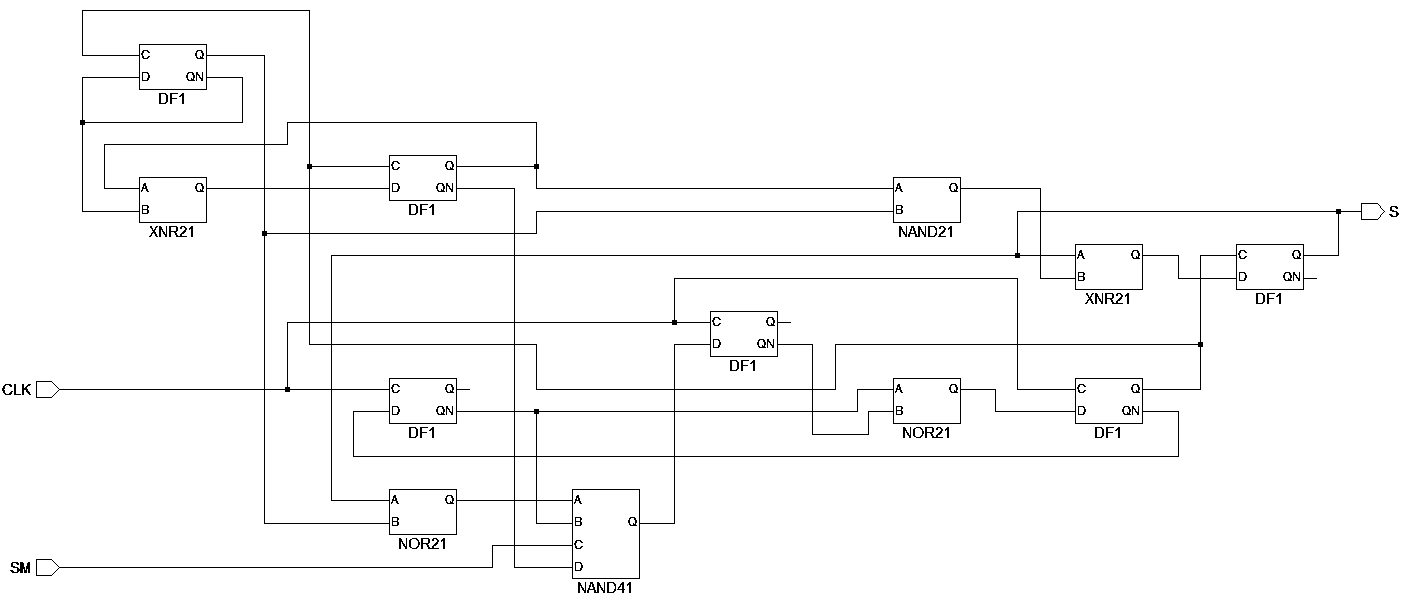 C Q
D QN
DF1
A Q
B
XNR21
C Q
D QN
DF1
A Q
B
NAND21
S
A Q
B
XNR21
C Q
D QN
DF1
C Q
D QN
DF1
CLK
C Q
D QN
DF1
A Q
B
NOR21
C Q
D QN
DF1
A Q
B
NOR21
A
B Q
C
D
NAND41
SM